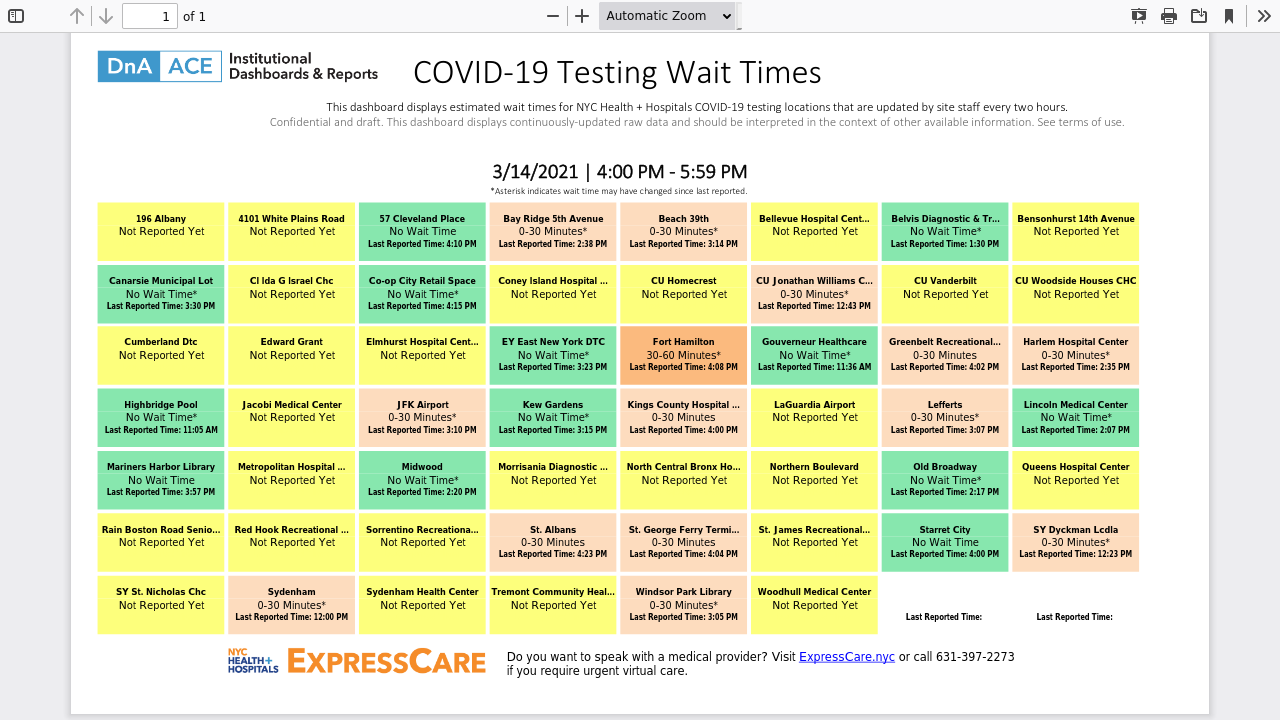 1 of 1 Automatic Zoom
DnA ACE Institutional
Dashboards & Reports
COVID-19 Testing Wait Times
This dashboard displays estimated wait times for NYC Health + Hospitals COVID-19 testing locations that are updated by site staff every two hours.
Confidential and draft. This dashboard displays continuously-updated raw data and should be interpreted in the context of other available information. See terms of use.
3/14/2021 | 4:00 PM - 5:59 PM
*Asterisk indicates wait time may have changed since last reported.
196 Albany
Not Reported Yet
4101 White Plains Road
Not Reported Yet
57 Cleveland Place
No Wait Time
Last Reported Time: 4:10 PM
Bay Ridge 5th Avenue
0-30 Minutes*
Last Reported Time: 2:38 PM
Beach 39th
0-30 Minutes*
Last Reported Time: 3:14 PM
Bellevue Hospital Cent...
Not Reported Yet
Belvis Diagnostic & Tr...
No Wait Time*
Last Reported Time: 1:30 PM
Bensonhurst 14th Avenue
Not Reported Yet
Canarsie Municipal Lot
No Wait Time*
Last Reported Time: 3:30 PM
Cl Ida G Israel Chc
Not Reported Yet
Co-op City Retail Space
No Wait Time*
Last Reported Time: 4:15 PM
Coney Island Hospital ...
Not Reported Yet
CU Homecrest
Not Reported Yet
CU Jonathan Williams C...
0-30 Minutes*
Last Reported Time: 12:43 PM
CU Vanderbilt
Not Reported Yet
CU Woodside Houses CHC
Not Reported Yet
Cumberland Dtc
Not Reported Yet
Edward Grant
Not Reported Yet
Elmhurst Hospital Cent...
Not Reported Yet
EY East New York DTC
No Wait Time*
Last Reported Time: 3:23 PM
Fort Hamilton
30-60 Minutes*
Last Reported Time: 4:08 PM
Gouverneur Healthcare
No Wait Time*
Last Reported Time: 11:36 AM
Greenbelt Recreational...
0-30 Minutes
Last Reported Time: 4:02 PM
Harlem Hospital Center
0-30 Minutes*
Last Reported Time: 2:35 PM
Highbridge Pool
No Wait Time*
Last Reported Time: 11:05 AM
Jacobi Medical Center
Not Reported Yet
JFK Airport
0-30 Minutes*
Last Reported Time: 3:10 PM
Kew Gardens
No Wait Time*
Last Reported Time: 3:15 PM
Kings County Hospital ...
0-30 Minutes
Last Reported Time: 4:00 PM
LaGuardia Airport
Not Reported Yet
Lefferts
0-30 Minutes*
Last Reported Time: 3:07 PM
Lincoln Medical Center
No Wait Time*
Last Reported Time: 2:07 PM
Mariners Harbor Library
No Wait Time
Last Reported Time: 3:57 PM
Metropolitan Hospital ...
Not Reported Yet
Midwood
No Wait Time*
Last Reported Time: 2:20 PM
Morrisania Diagnostic ...
Not Reported Yet
North Central Bronx Ho...
Not Reported Yet
Northern Boulevard
Not Reported Yet
Old Broadway
No Wait Time*
Last Reported Time: 2:17 PM
Queens Hospital Center
Not Reported Yet
Rain Boston Road Senio...
Not Reported Yet
Red Hook Recreational ...
Not Reported Yet
Sorrentino Recreationa...
Not Reported Yet
St. Albans
0-30 Minutes
Last Reported Time: 4:23 PM
St. George Ferry Termi...
0-30 Minutes
Last Reported Time: 4:04 PM
St. James Recreational...
Not Reported Yet
Starret City
No Wait Time
Last Reported Time: 4:00 PM
SY Dyckman Lcdla
0-30 Minutes*
Last Reported Time: 12:23 PM
SY St. Nicholas Chc
Not Reported Yet
Sydenham
0-30 Minutes*
Last Reported Time: 12:00 PM
Sydenham Health Center
Not Reported Yet
Tremont Community Heal...
Not Reported Yet
Windsor Park Library
0-30 Minutes*
Last Reported Time: 3:05 PM
Woodhull Medical Center
Not Reported Yet
Last Reported Time:
Last Reported Time:
NYC
HEALTH+
HOSPITALS
EXPRESSCARE
Do you want to speak with a medical provider? Visit ExpressCare.nyc or call 631-397-2273
if you require urgent virtual care.